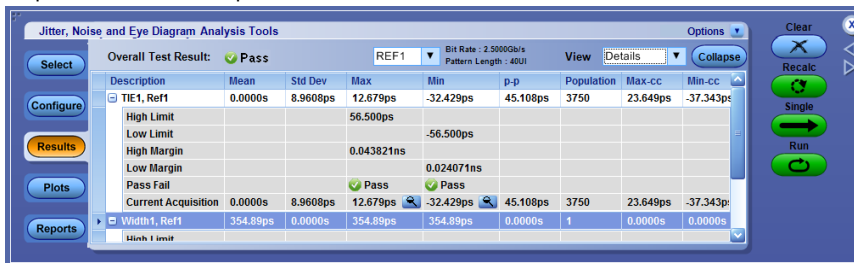 Jitter, Noise and Eye Diagram Analysis Tools Options Clear
Select Overall Test Result: Pass REF1 Bit Rate : 2.5000Gb/s View Details Collapse
Pattern Length : 40UI
Recalc
Description Mean Std Dev Max Min p-p Population Max-cc Min-cc
TIE1, Ref1 0.0000s 8.9608ps 12.679ps -32.429ps 45.108ps 3750 23.649ps -37.343ps
Configure High Limit 56.500ps Single
Low Limit -56.500ps
Results High Margin 0.043821ns Run
Low Margin 0.024071ns
Plots Pass Fail Pass Pass
Current Acquisition 0.0000s 8.9608ps 12.679ps -32.429ps 45.108ps 3750 23.649ps -37.343p
Reports Width1, Ref1 354.89ps 0.0000s 354.89ps 354.89ps 0.0000s 1 0.0000s 0.0000s
High Limit